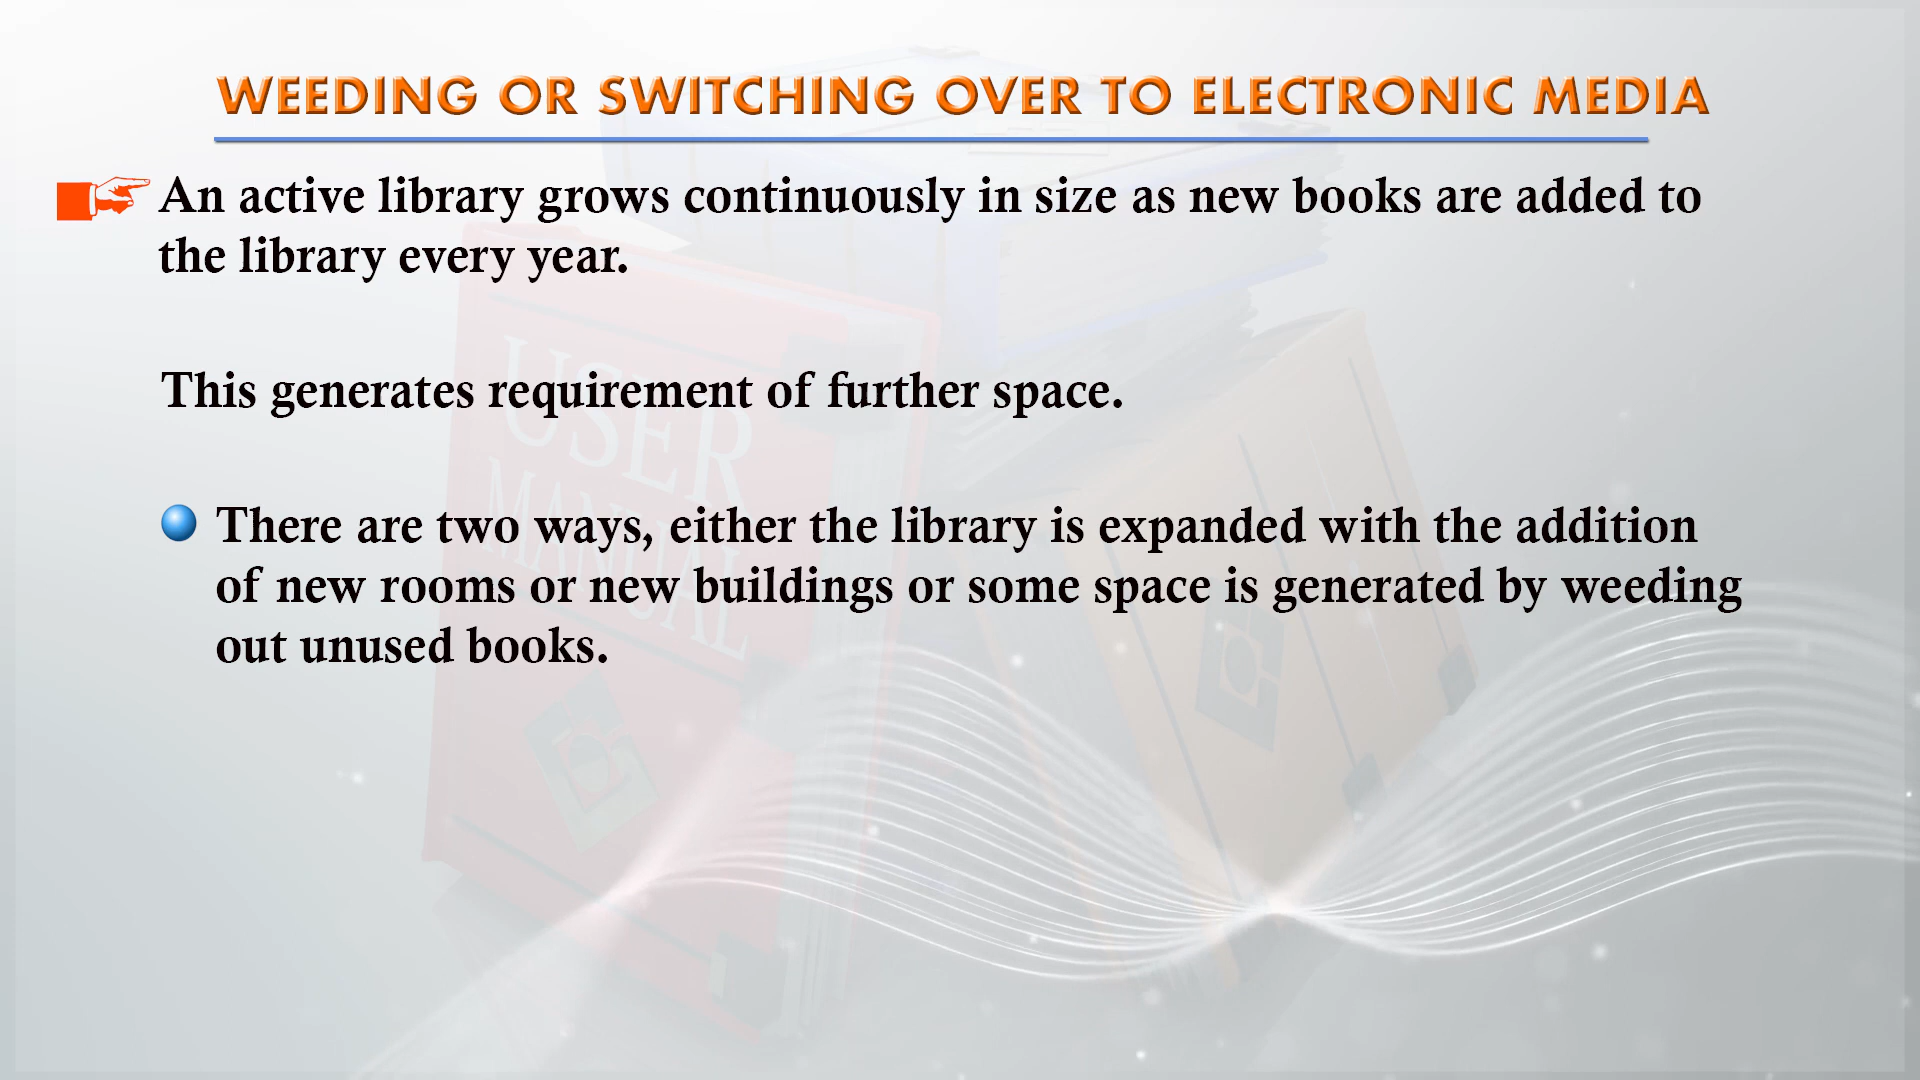 WEEDING OR SWITCHING OVER TO ELECTRONIC MEDIA
An active library grows continuously in size as new books are added to
the library every year.
This generates requirement of further space.
There are two ways, either the library is expanded with the addition
of new rooms or new buildings or some space is generated by weeding
out unused books.
USER
MANUAL